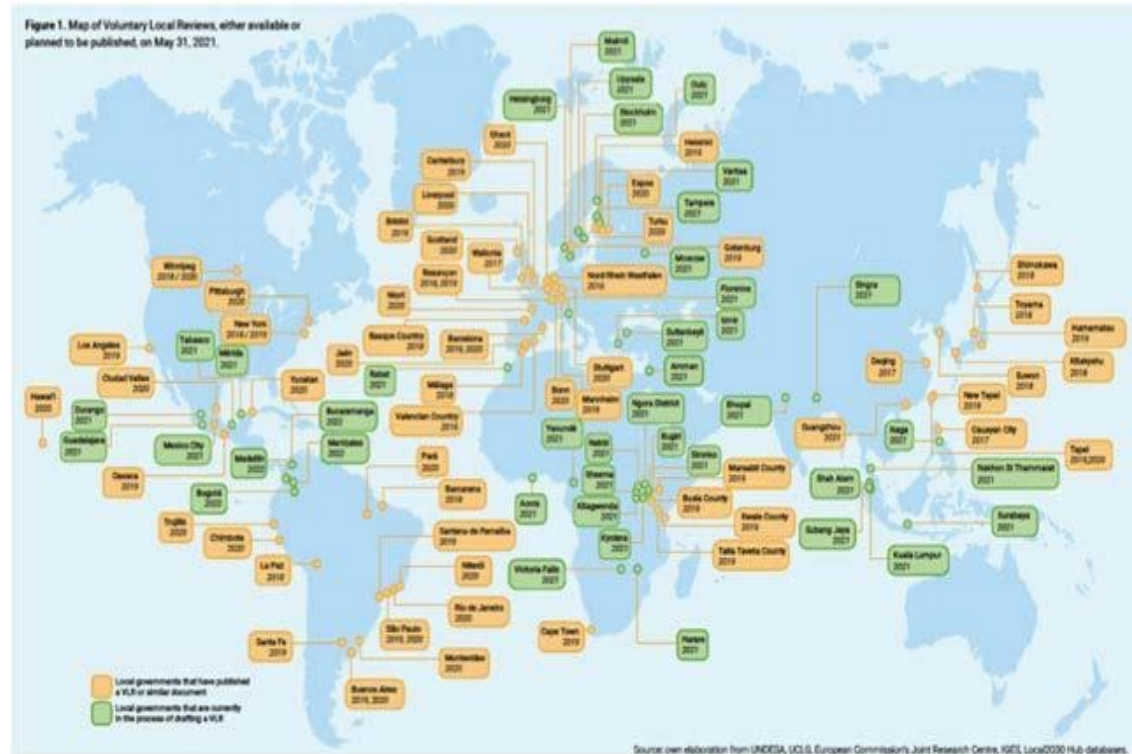 Figure 1. Map of Voluntary Local Reviews, either available or
planned to be published, on May 31, 2021.
Malmö
2021
Uppsala
2021
Oulu
2021
Helsingborg
2021
Stockholm
2021
Ghent
2020
Helsinki
2019
Canterbury
2019
Vantaa
2021
Espoo
2020
Liverpool
2020
Tampere
2021
Bristol
2019
Turku
2020
Scotland
2020
Wallonia
2017
Gotenburg
2019
Moscow
2021
Winnipeg
2018 / 2020
Besançon
2018, 2019
Nord Rhein Westfalen
2016
Shimokawa
2018
Pittsburgh
2020
Florence
2021
Singra
2021
Niort
2020
Toyama
2018
New York
2018 / 2019
Izmir
2021
Tabasco
2021
Basque Country
2018
Barcelona
2019, 2020
Sultanbeyli
2021
Hamamatsu
2019
Los Angeles
2019
Mérida
2021
Jaén
2020
Deqing
2017
Kitakyshu
2018
Rabat
2021
Stuttgart
2020
Amman
2021
Suwon
2018
Ciudad Valles
2020
Yucatan
2020
Málaga
2018
Bonn
2020
Mannheim
2019
Hawai'i
2020
New Taipei
2019
Durango
2021
Bucaramanga
2022
Valencian Country
2016
Ngora District
2021
Bhopal
2021
Guangzhou
2021
Cauayan City
2017
Yaoundé
2021
Bugiri
2021
Naga
2021
Guadalajara
2021
Mexico City
2021
Manizales
2022
Nebbi
2021
Sironko
2021
Taipei
2019,2020
Medellín
2022
Pará
2020
Sheema
2021
Marsabit County
2019
Nakhon Si Thammarat
2021
Oaxaca
2019
Shah Alam
2021
Bogotá
2022
Barcarena
2018
Accra
2021
Busia County
2019
Kitagwenda
2021
Surabaya
2021
Trujillo
2020
Kwale County
2019
Subang Jaya
2021
Santana de Parnaíba
2019
Kyotera
2021
Chimbote
2020
Taita Taveta County
2019
Kuala Lumpur
2021
La Paz
2018
Niterói
2020
Victoria Falls
2021
Rio de Janeiro
2020
São Paulo
2019, 2020
Cape Town
2019
Santa Fe
2019
Harare
2021
Montevideo
2020
Buenos Aires
2019, 2020
Local governments that have published
a VLR or similar document
Local governments that are currently
in the process of drafting a VLR
Source: own elaboration from UNDESA, UCLG, European Commission's Joint Research Centre, IGES, Local2030 Hub databases.